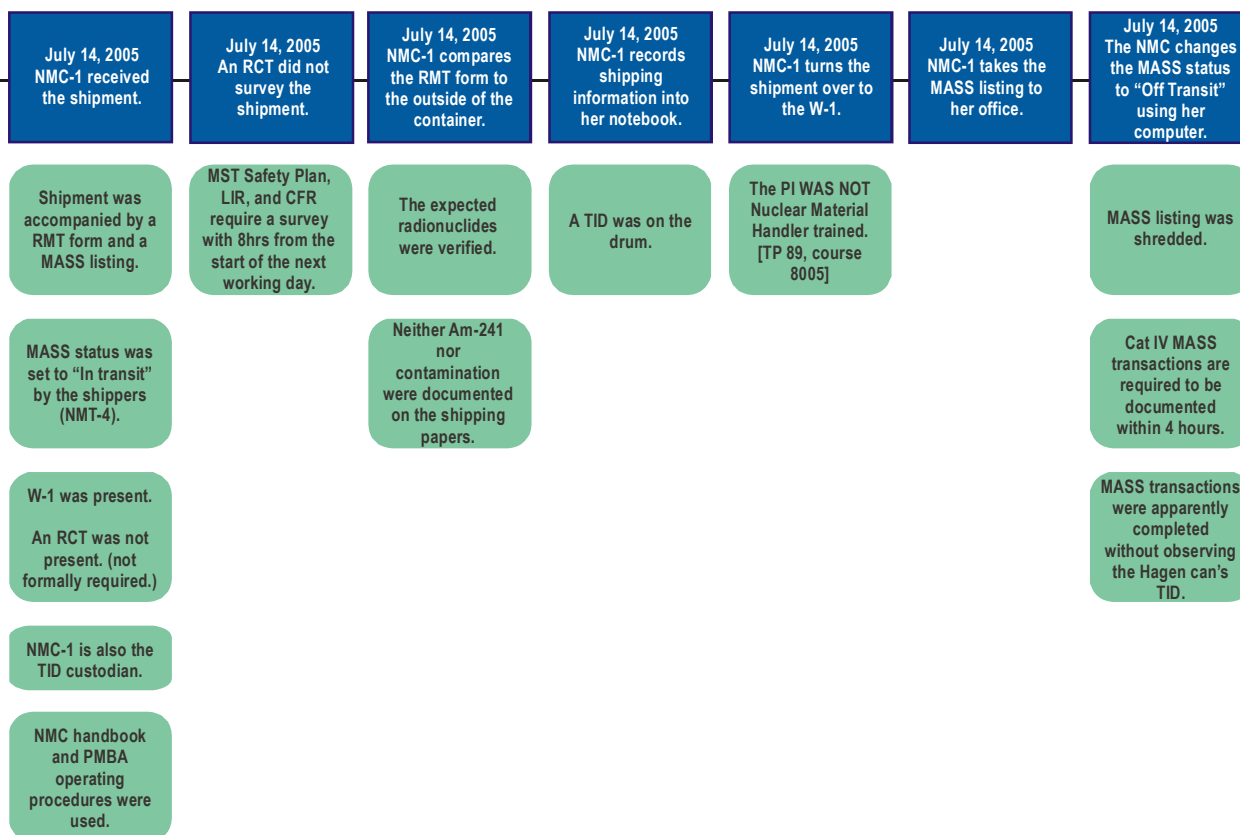 July 14, 2005
NMC-1 received
the shipment.
July 14, 2005
An RCT did not
survey the
shipment.
July 14, 2005
NMC-1 compares
the RMT form to
the outside of the
container.
July 14, 2005
NMC-1 records
shipping
information into
her notebook.
July 14, 2005
NMC-1 turns the
shipment over to
the W-1.
July 14, 2005
NMC-1 takes the
MASS listing to
her office.
July 14, 2005
The NMC changes
the MASS status
to “Off Transit”
using her
computer.
Shipment was
accompanied by a
RMT form and a
MASS listing.
MASS status was
set to “In transit”
by the shippers
(NMT-4).
W-1 was present.
An RCT was not
present. (not
formally required.)
NMC-1 is also the
TID custodian.
NMC handbook
and PMBA
operating
procedures were
used.
MST Safety Plan,
LIR, and CFR
require a survey
with 8hrs from the
start of the next
working day.
The expected
radionuclides
were verified.
Neither Am-241
nor
contamination
were documented
on the shipping
papers.
A TID was on the
drum.
The PI WAS NOT
Nuclear Material
Handler trained.
[TP 89, course
8005]
MASS listing was
shredded.
Cat IV MASS
transactions are
required to be
documented
within 4 hours.
MASS transactions
were apparently
completed
without observing
the Hagen can’s
TID.